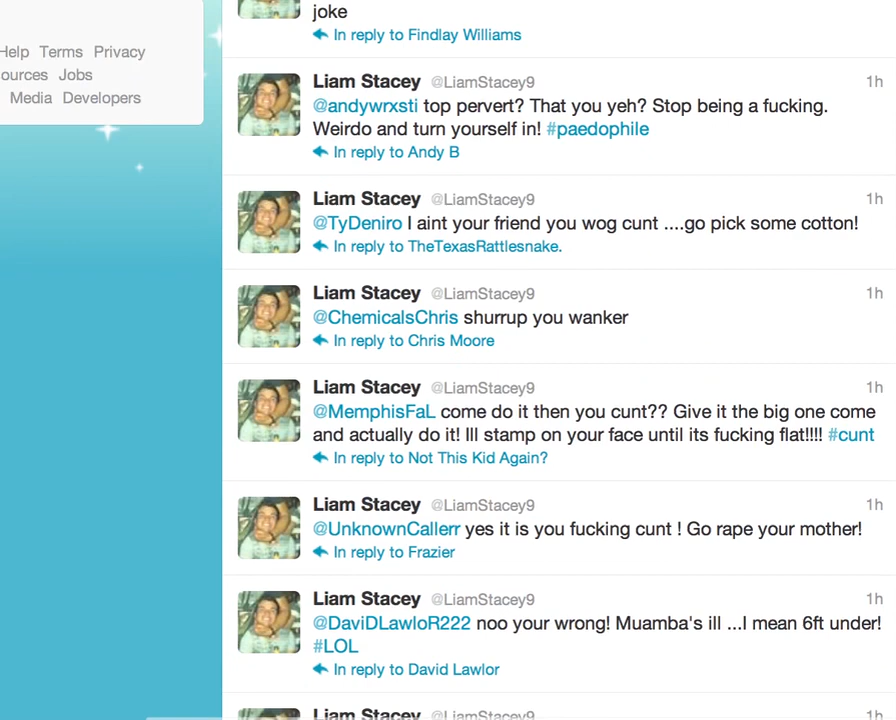 joke
In reply to Findlay Williams
Help Terms Privacy
ources Jobs
Media Developers
Liam Stacey @LiamStacey9 1h
@andywrxsti top pervert? That you yeh? Stop being a fucking.
Weirdo and turn yourself in! #paedophile
In reply to Andy B
Liam Stacey @LiamStacey9 1h
@TyDeniro I aint your friend you wog cunt ....go pick some cotton!
In reply to TheTexasRattlesnake.
Liam Stacey @LiamStacey9 1h
@ChemicalsChris shurrup you wanker
In reply to Chris Moore
Liam Stacey @LiamStacey9 1h
@MemphisFaL come do it then you cunt?? Give it the big one come
and actually do it! Ill stamp on your face until its fucking flat!!!! #cunt
In reply to Not This Kid Again?
Liam Stacey @LiamStacey9 1h
@UnknownCallerr yes it is you fucking cunt ! Go rape your mother!
In reply to Frazier
Liam Stacey @LiamStacey9 1h
@DaviDLawloR222 noo your wrong! Muamba's ill ...I mean 6ft under!
#LOL
In reply to David Lawlor
Liam Stacey @LiamStacey9 1h